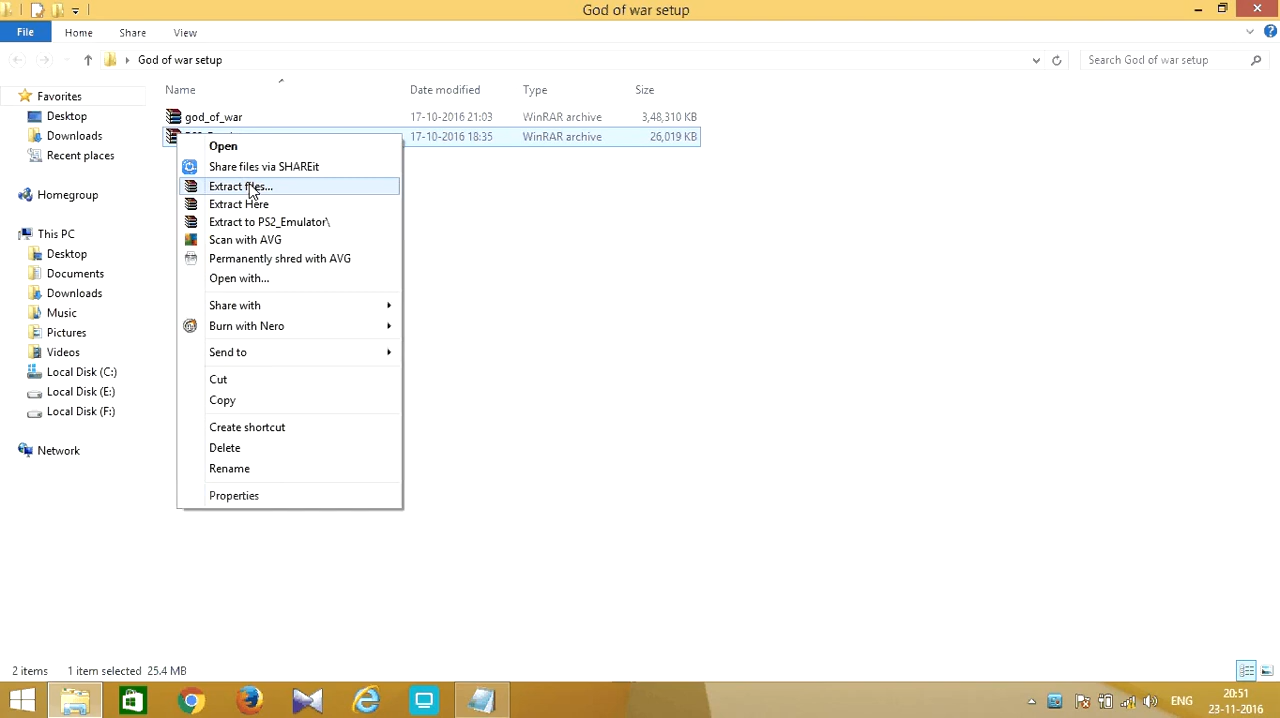 God of war setup
File Home Share View
God of war setup Search God of war setup
Name Date modified Type Size
Favorites
Desktop
Downloads
Recent places
Homegroup
This PC
Desktop
Documents
Downloads
Music
Pictures
Videos
Local Disk (C:)
Local Disk (E:)
Local Disk (F:)
Network
god_of_war 17-10-2016 21:03 WinRAR archive 3,48,310 KB
17-10-2016 18:35 WinRAR archive 26,019 KB
Open
Share files via SHAREit
Extract files...
Extract Here
Extract to PS2_Emulator\
Scan with AVG
Permanently shred with AVG
Open with...
Share with
Burn with Nero
Send to
Cut
Copy
Create shortcut
Delete
Rename
Properties
2 items 1 item selected 25.4 MB
ENG
20:51
23-11-2016